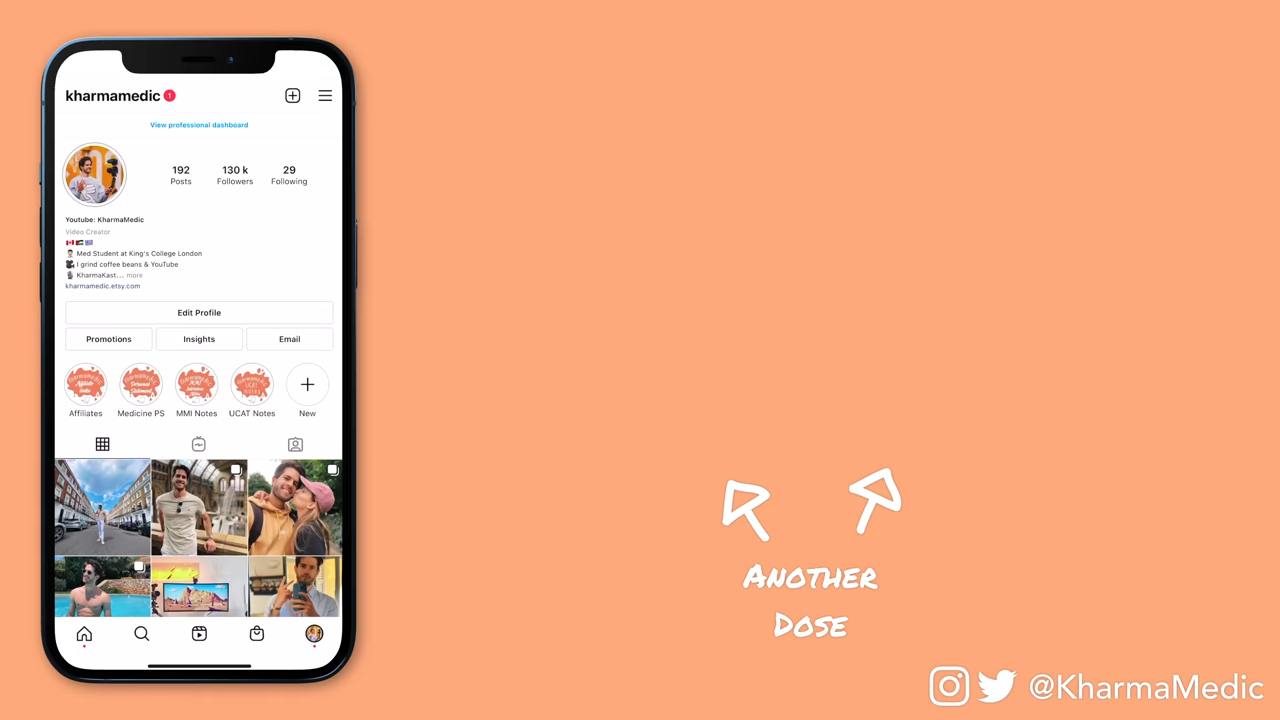 kharmamedic 1
View professional dashboard
192 130 k 29
Posts Followers Following
Youtube: KharmaMedic
Video Creator
Med Student at King's College London
I grind coffee beans & YouTube
KharmaKast... more
kharmamedic.etsy.com
Edit Profile
Promotions Insights Email
Affiliates Medicine PS MMI Notes UCAT Notes New
ANOTHER
DOSE
@KharmaMedic